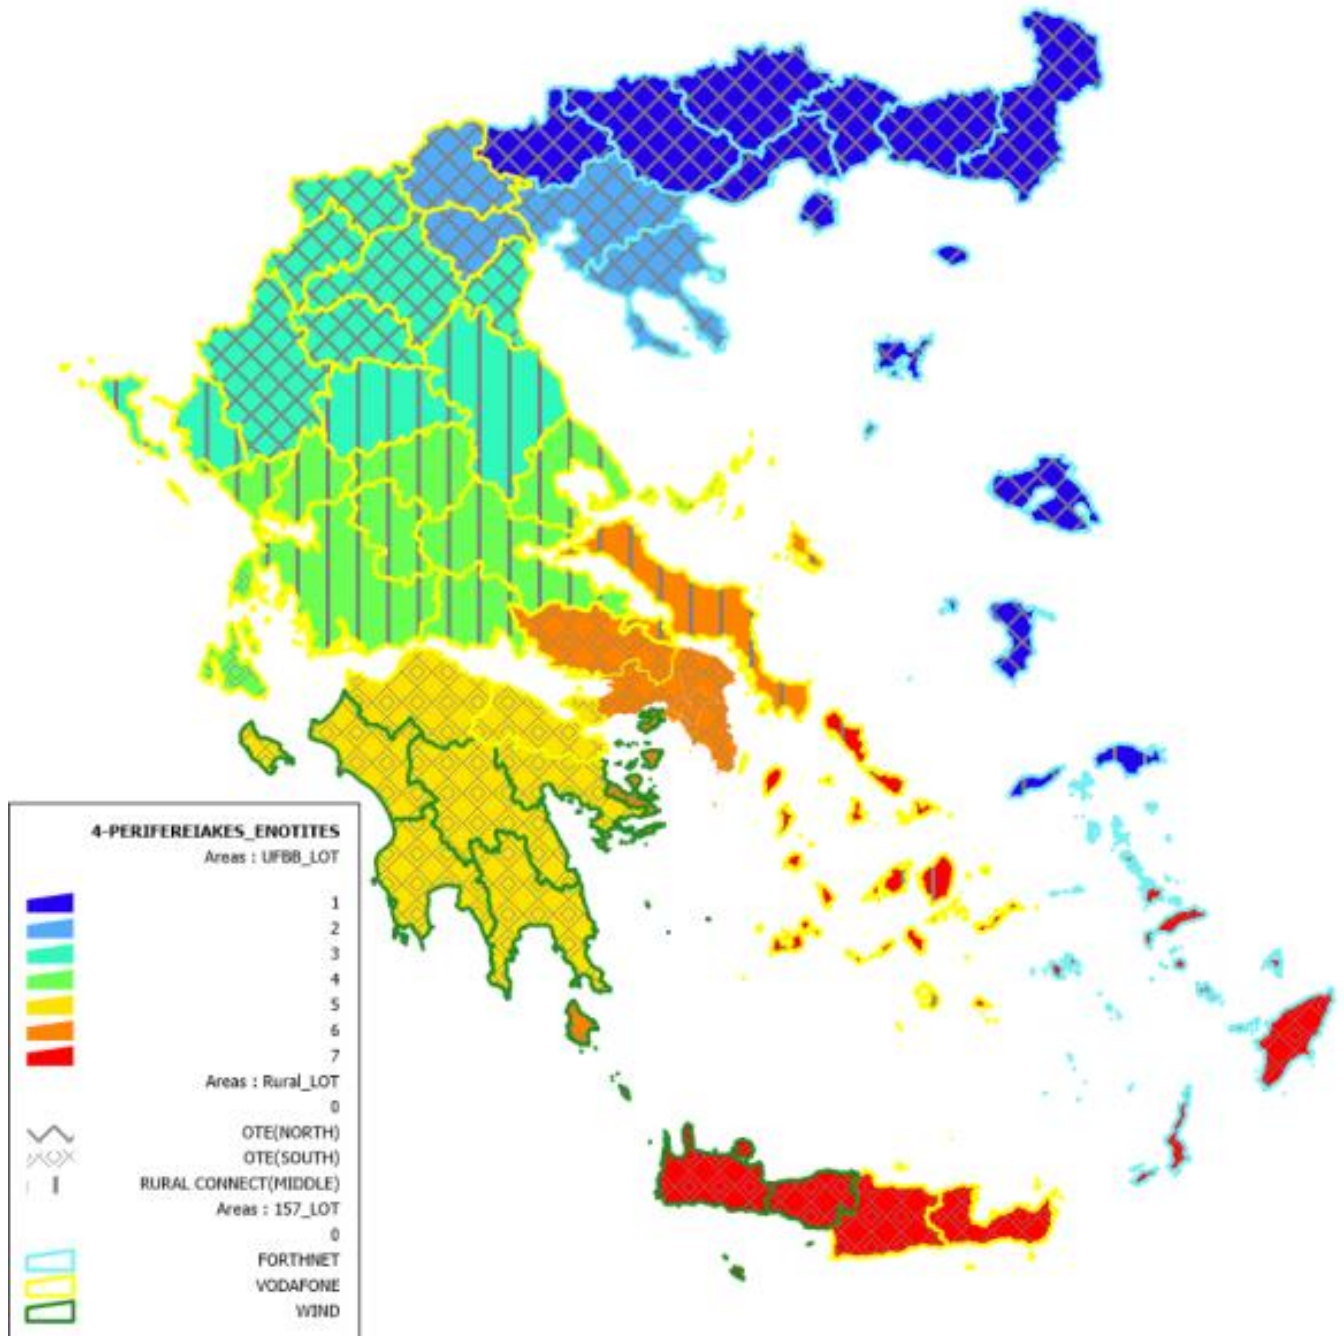 4-PERIFEREIAKES_ENOTITES
Areas : UFBB_LOT
1
2
3
4
5
6
7
Areas : Rural_LOT
0
OTE(NORTH)
OTE(SOUTH)
RURAL CONNECT(MIDDLE)
Areas : 157_LOT
0
FORTHNET
VODAFONE
WIND